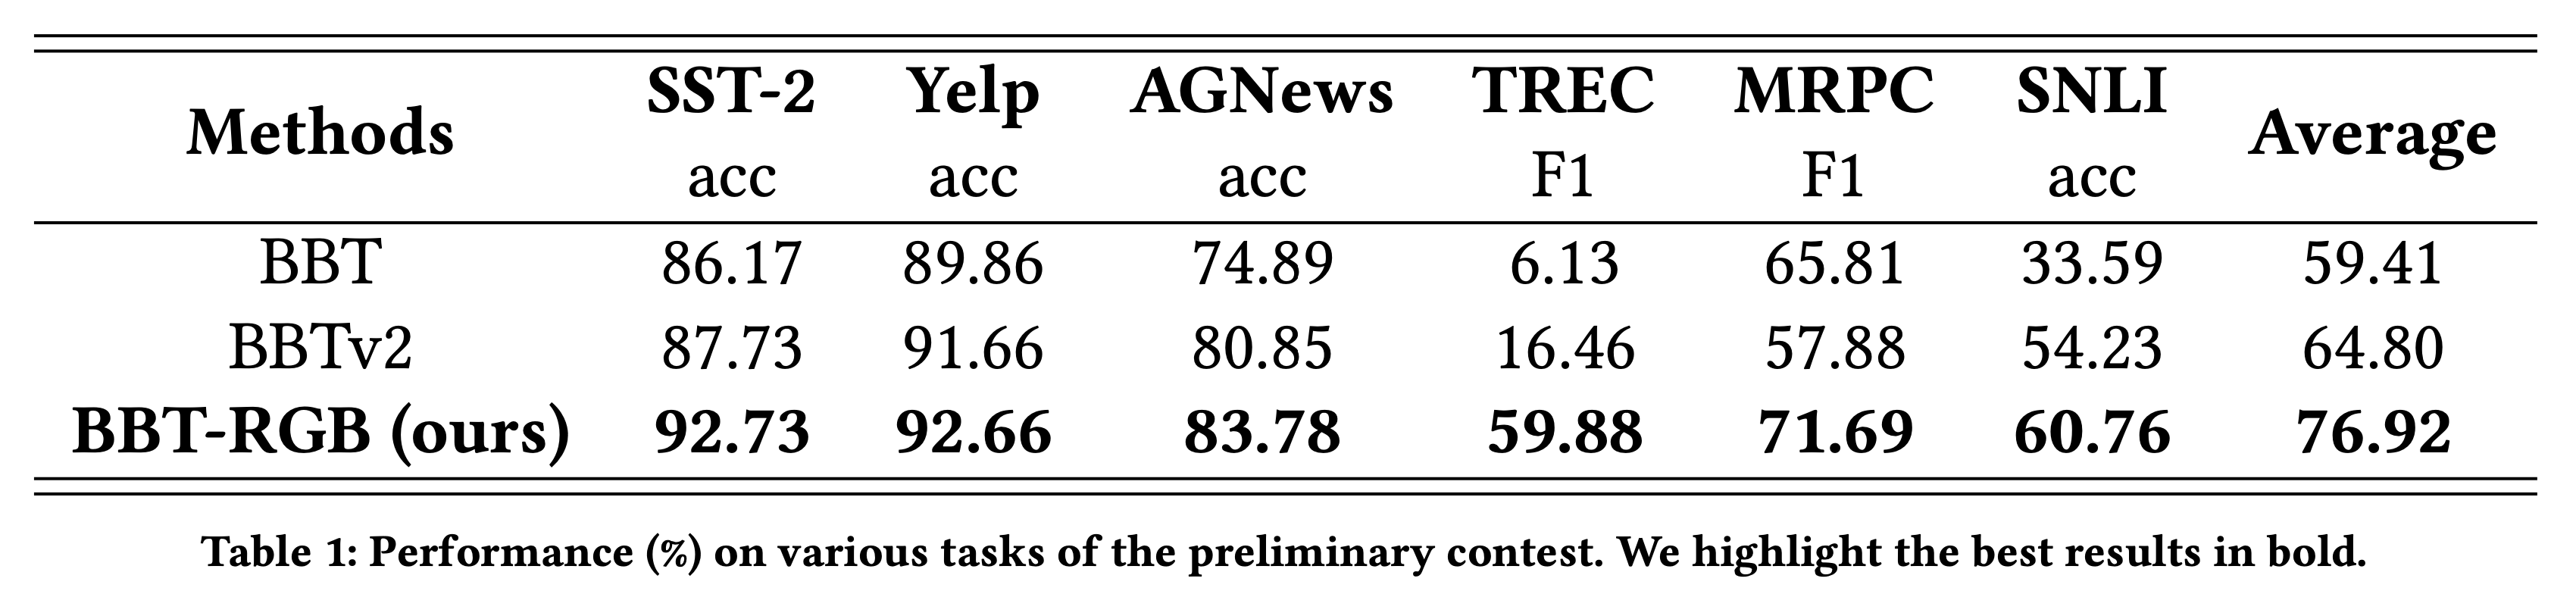 Methods SST-2 Yelp AGNews TREC MRPC SNLI Average
acc acc acc F1 F1 acc
BBT 86.17 89.86 74.89 6.13 65.81 33.59 59.41
BBTv2 87.73 91.66 80.85 16.46 57.88 54.23 64.80
BBT-RGB (ours) 92.73 92.66 83.78 59.88 71.69 60.76 76.92
Table 1: Performance (%) on various tasks of the preliminary contest. We highlight the best results in bold.